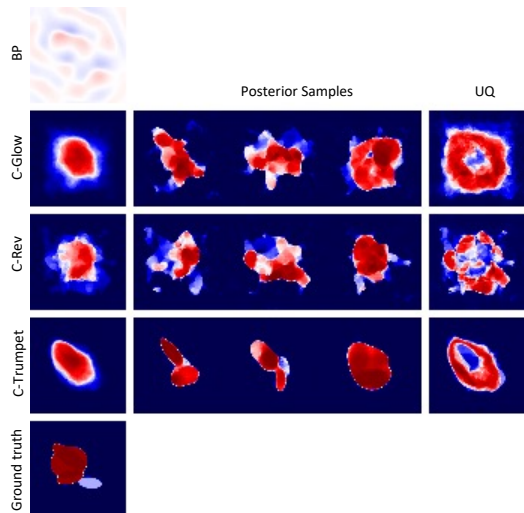 BP
Posterior Samples
UQ
C-Glow
C-Rev
C-Trumpet
Ground truth